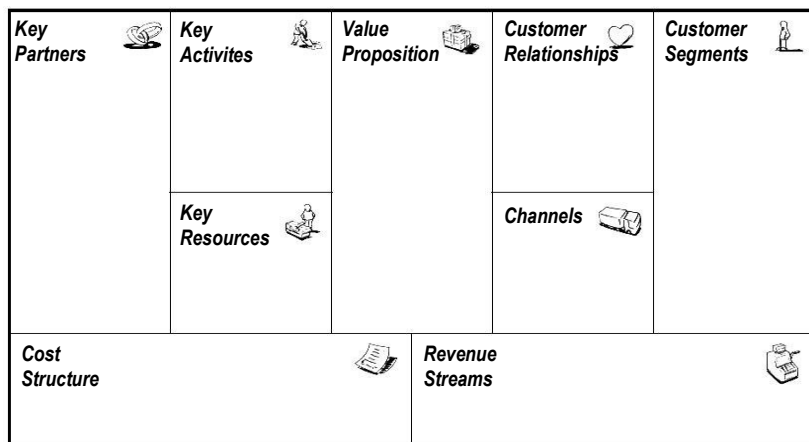 Key
Partners
Key
Activites
Value
Proposition
Customer
Relationships
Customer
Segments
Key
Resources
Channels
Cost
Structure
Revenue
Streams